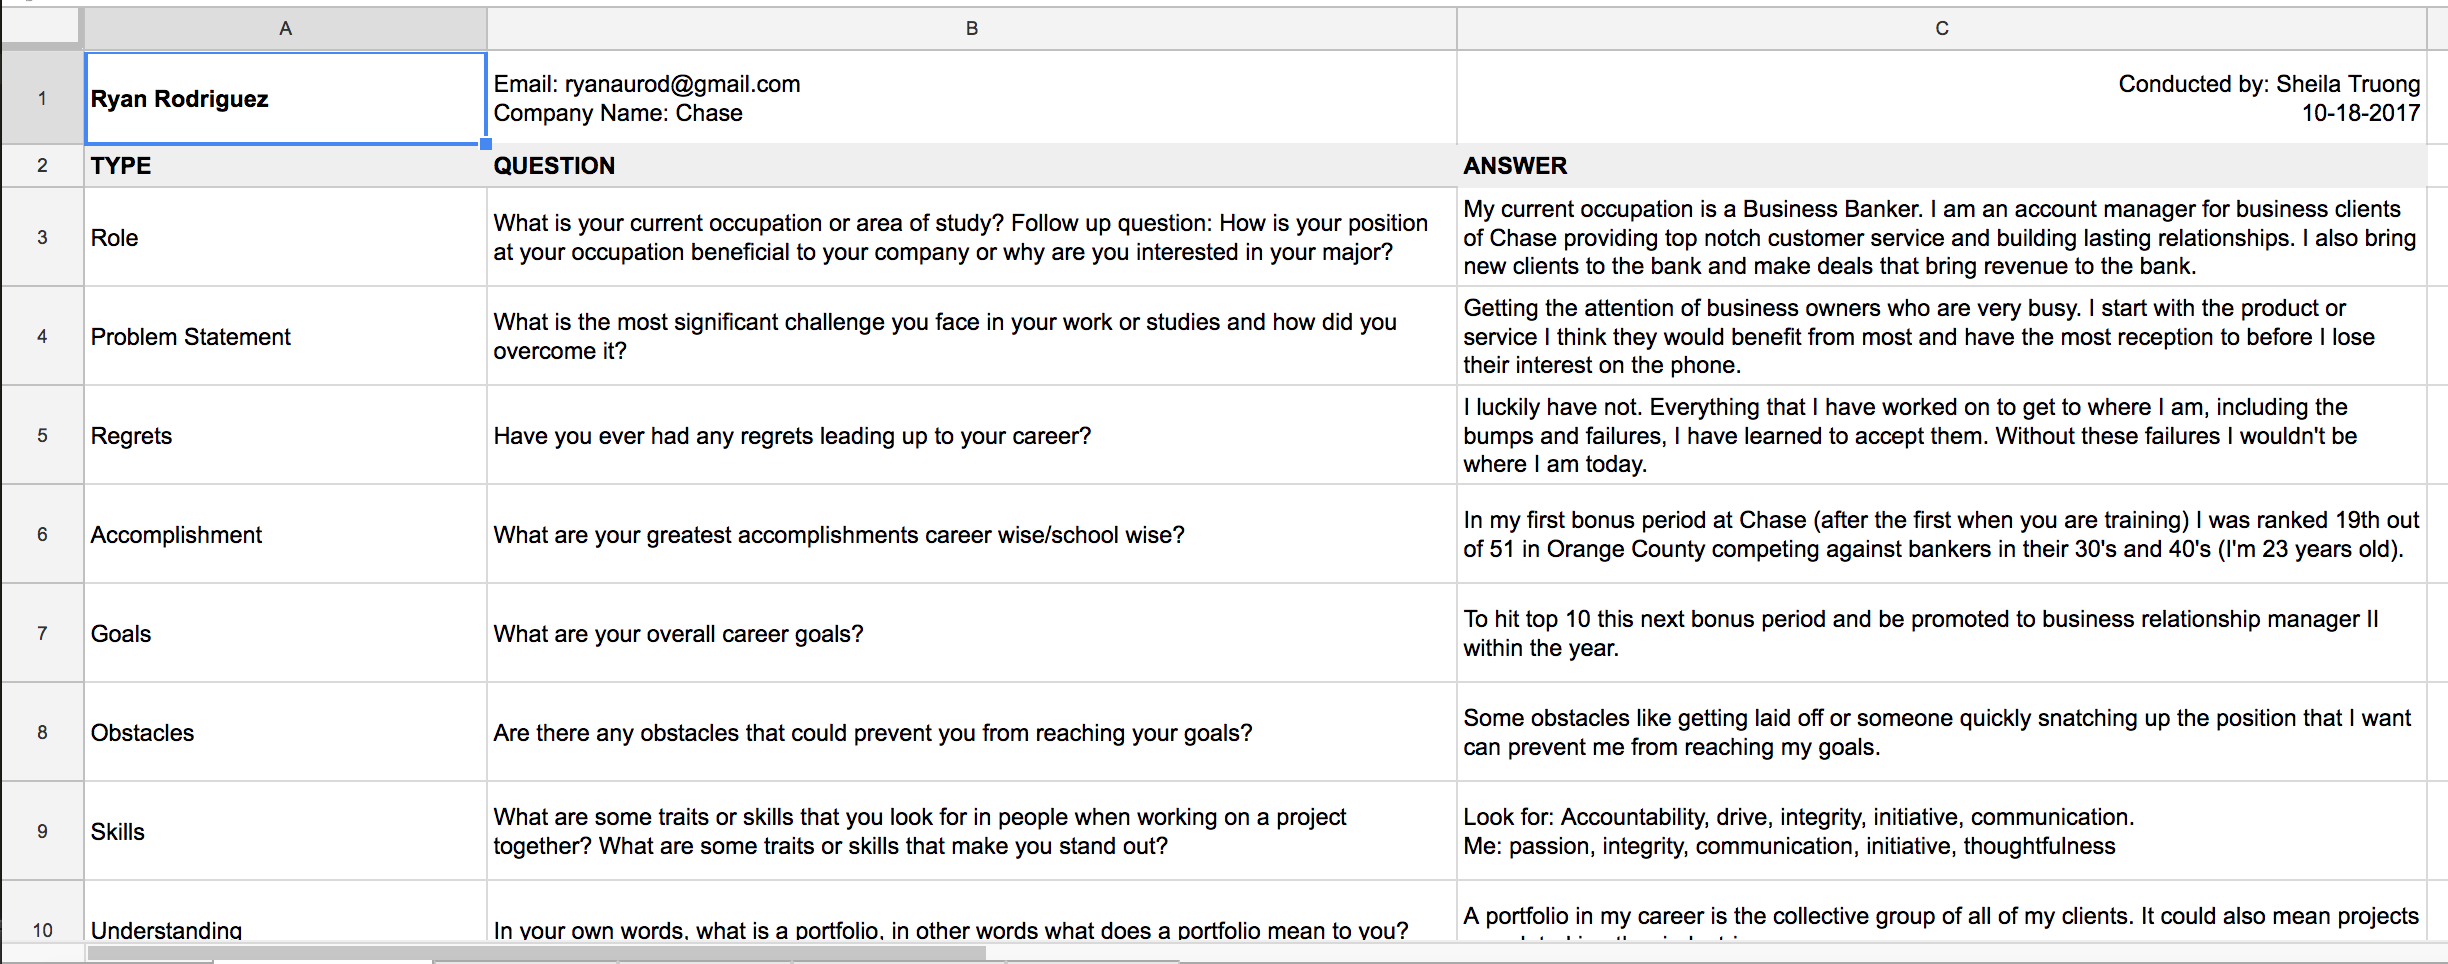 A B C
1 Ryan Rodriguez
Email: ryanaurod@gmail.com
Company Name: Chase
Conducted by: Sheila Truong
10-18-2017
2 TYPE QUESTION ANSWER
3 Role
What is your current occupation or area of study? Follow up question: How is your position
at your occupation beneficial to your company or why are you interested in your major?
My current occupation is a Business Banker. I am an account manager for business clients
of Chase providing top notch customer service and building lasting relationships. I also bring
new clients to the bank and make deals that bring revenue to the bank.
4 Problem Statement
What is the most significant challenge you face in your work or studies and how did you
overcome it?
Getting the attention of business owners who are very busy. I start with the product or
service I think they would benefit from most and have the most reception to before I lose
their interest on the phone.
5 Regrets
Have you ever had any regrets leading up to your career?
I luckily have not. Everything that I have worked on to get to where I am, including the
bumps and failures, I have learned to accept them. Without these failures I wouldn't be
where I am today.
6 Accomplishment
What are your greatest accomplishments career wise/school wise?
In my first bonus period at Chase (after the first when you are training) I was ranked 19th out
of 51 in Orange County competing against bankers in their 30's and 40's (I'm 23 years old).
7 Goals
What are your overall career goals?
To hit top 10 this next bonus period and be promoted to business relationship manager II
within the year.
8 Obstacles
Are there any obstacles that could prevent you from reaching your goals?
Some obstacles like getting laid off or someone quickly snatching up the position that I want
can prevent me from reaching my goals.
9 Skills
What are some traits or skills that you look for in people when working on a project
together? What are some traits or skills that make you stand out?
Look for: Accountability, drive, integrity, initiative, communication.
Me: passion, integrity, communication, initiative, thoughtfulness
10 Understanding
In your own words, what is a portfolio, in other words what does a portfolio mean to you?
A portfolio in my career is the collective group of all of my clients. It could also mean projects